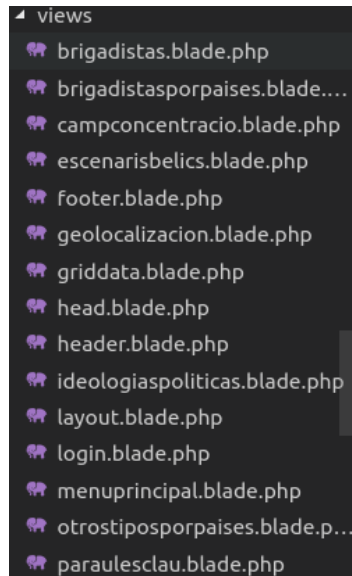 views
brigadistas.blade.php
brigadistasporpaises.blade....
campconcentracio.blade.php
escenarisbelics.blade.php
footer.blade.php
geolocalizacion.blade.php
griddata.blade.php
head.blade.php
header.blade.php
ideologiaspoliticas.blade.php
layout.blade.php
login.blade.php
menuprincipal.blade.php
otrostiposporpaises.blade.p...
paraulesclau.blade.php